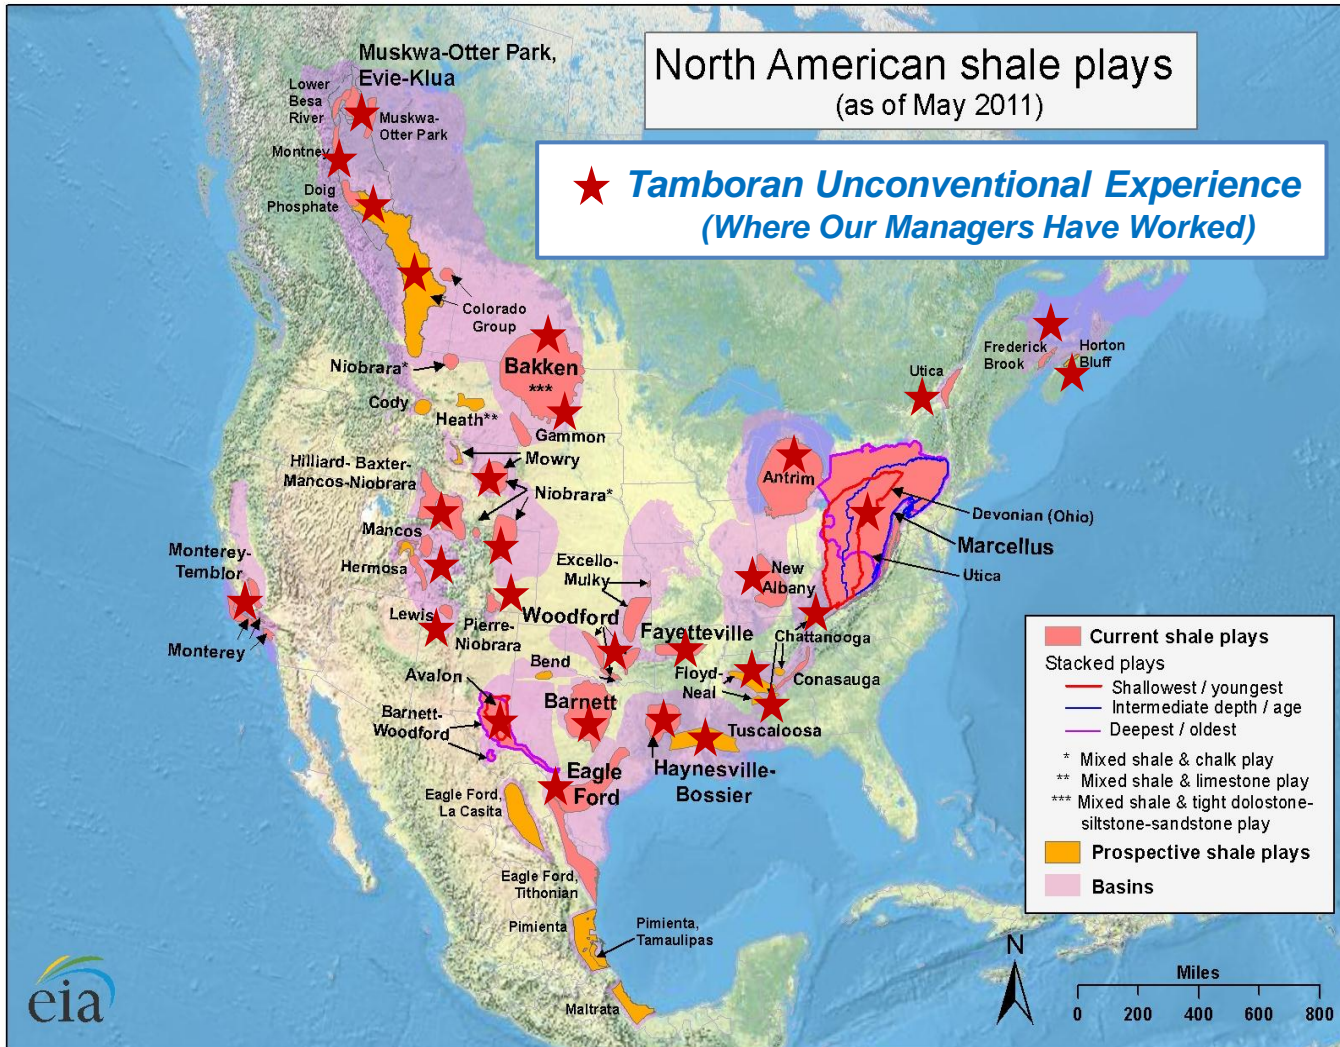 North American shale plays
(as of May 2011)
Tamboran Unconventional Experience
(Where Our Managers Have Worked)
Muskwa-Otter Park,
Evie-Klua
Lower
Besa
River
Muskwa-
Otter Park
Montney
Doig
Phosphate
Colorado
Group
Niobrara*
Bakken
***
Cody
Heath**
Gammon
Mowry
Hilliard- Baxter-
Mancos-Niobrara
Niobrara*
Mancos
Hermosa
Monterey-
Temblor
Monterey
Lewis
Pierre-
Niobrara
Excello-
Mulky
Woodford
Fayetteville
Bend
Avalon
Barnett-
Woodford
Barnett
Floyd-
Neal
Chattanooga
Conasauga
Tuscaloosa
Haynesville-
Bossier
Eagle
Ford
Eagle Ford,
La Casita
Eagle Ford,
Tithonian
Pimienta
Pimienta,
Tamaulipas
Maltrata
Antrim
New
Albany
Utica
Frederick
Brook
Horton
Bluff
Devonian (Ohio)
Marcellus
Utica
Current shale plays
Stacked plays
Shallowest / youngest
Intermediate depth / age
Deepest / oldest
* Mixed shale & chalk play
** Mixed shale & limestone play
*** Mixed shale & tight dolostone-
siltstone-sandstone play
Prospective shale plays
Basins
N
Miles
0 200 400 600 800
eia